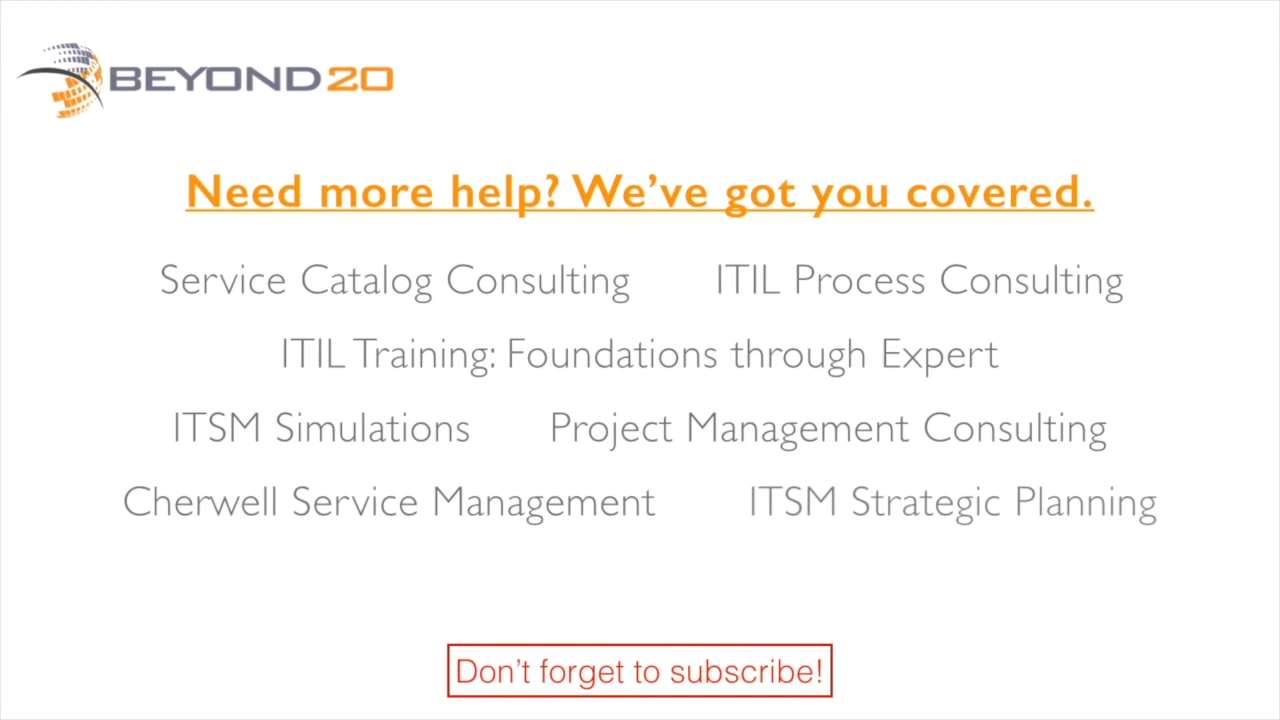 BEYOND20
Need more help? We've got you covered.
Service Catalog Consulting ITIL Process Consulting
ITIL Training: Foundations through Expert
ITSM Simulations Project Management Consulting
Cherwell Service Management ITSM Strategic Planning
Don't forget to subscribe!